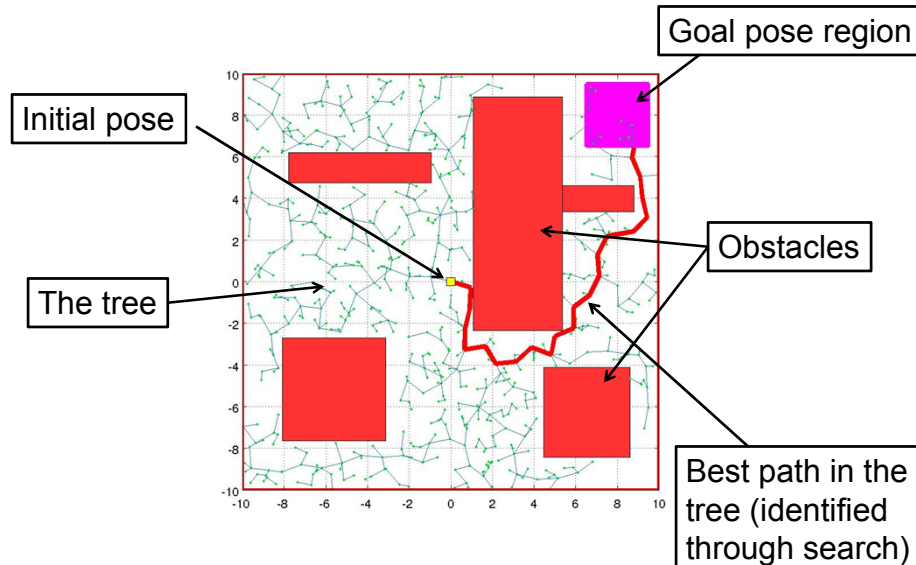 Goal pose region
Initial pose
The tree
Obstacles
Best path in the
tree (identified
through search)
10
8
6
4
2
0
-2
-4
-6
-8
-10
-10 -8 -6 -4 -2 0 2 4 6 8 10